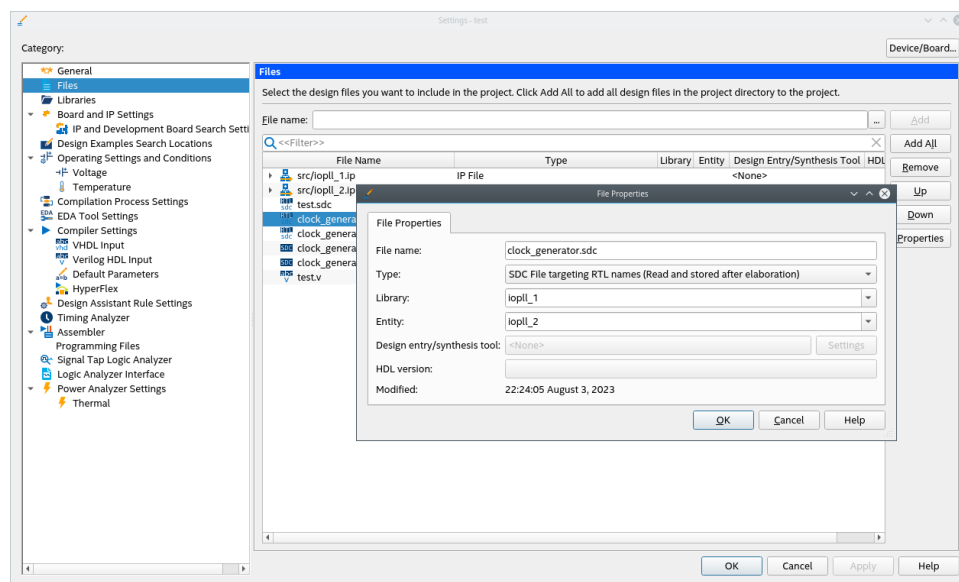 Settings - test
Category:
Device/Board...
General
Files
Libraries
Board and IP Settings
IP and Development Board Search Setti
Design Examples Search Locations
Operating Settings and Conditions
Voltage
Temperature
Compilation Process Settings
EDA EDA Tool Settings
Compiler Settings
VHDL Input
Verilog HDL Input
Default Parameters
HyperFlex
Design Assistant Rule Settings
Timing Analyzer
Assembler
Programming Files
Signal Tap Logic Analyzer
Logic Analyzer Interface
Power Analyzer Settings
Thermal
Files
Select the design files you want to include in the project. Click Add All to add all design files in the project directory to the project.
File name:
...
Add
<<Filter>>
Add All
File Name Type Library Entity Design Entry/Synthesis Tool HDL
src/iopll_1.ip IP File <None>
src/iopll_2.ip
test.sdc
clock_genera
clock_genera
SDC clock_genera
SDC clock_genera
test.v
Remove
Up
Down
Properties
File Properties
File Properties
File name: clock_generator.sdc
Type: SDC File targeting RTL names (Read and stored after elaboration)
Library: iopll_1
Entity: iopll_2
Design entry/synthesis tool: <None> Settings
HDL version:
Modified: 22:24:05 August 3, 2023
OK Cancel Help
OK Cancel Apply Help